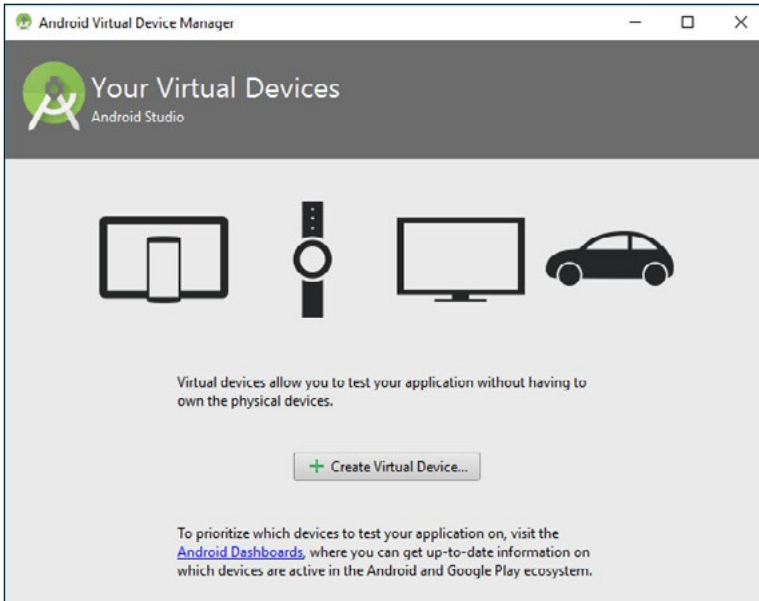 Android Virtual Device Manager
Your Virtual Devices
Android Studio
Virtual devices allow you to test your application without having to
own the physical devices.
Create Virtual Device...
To prioritize which devices to test your application on, visit the
Android Dashboards, where you can get up-to-date information on
which devices are active in the Android and Google Play ecosystem.